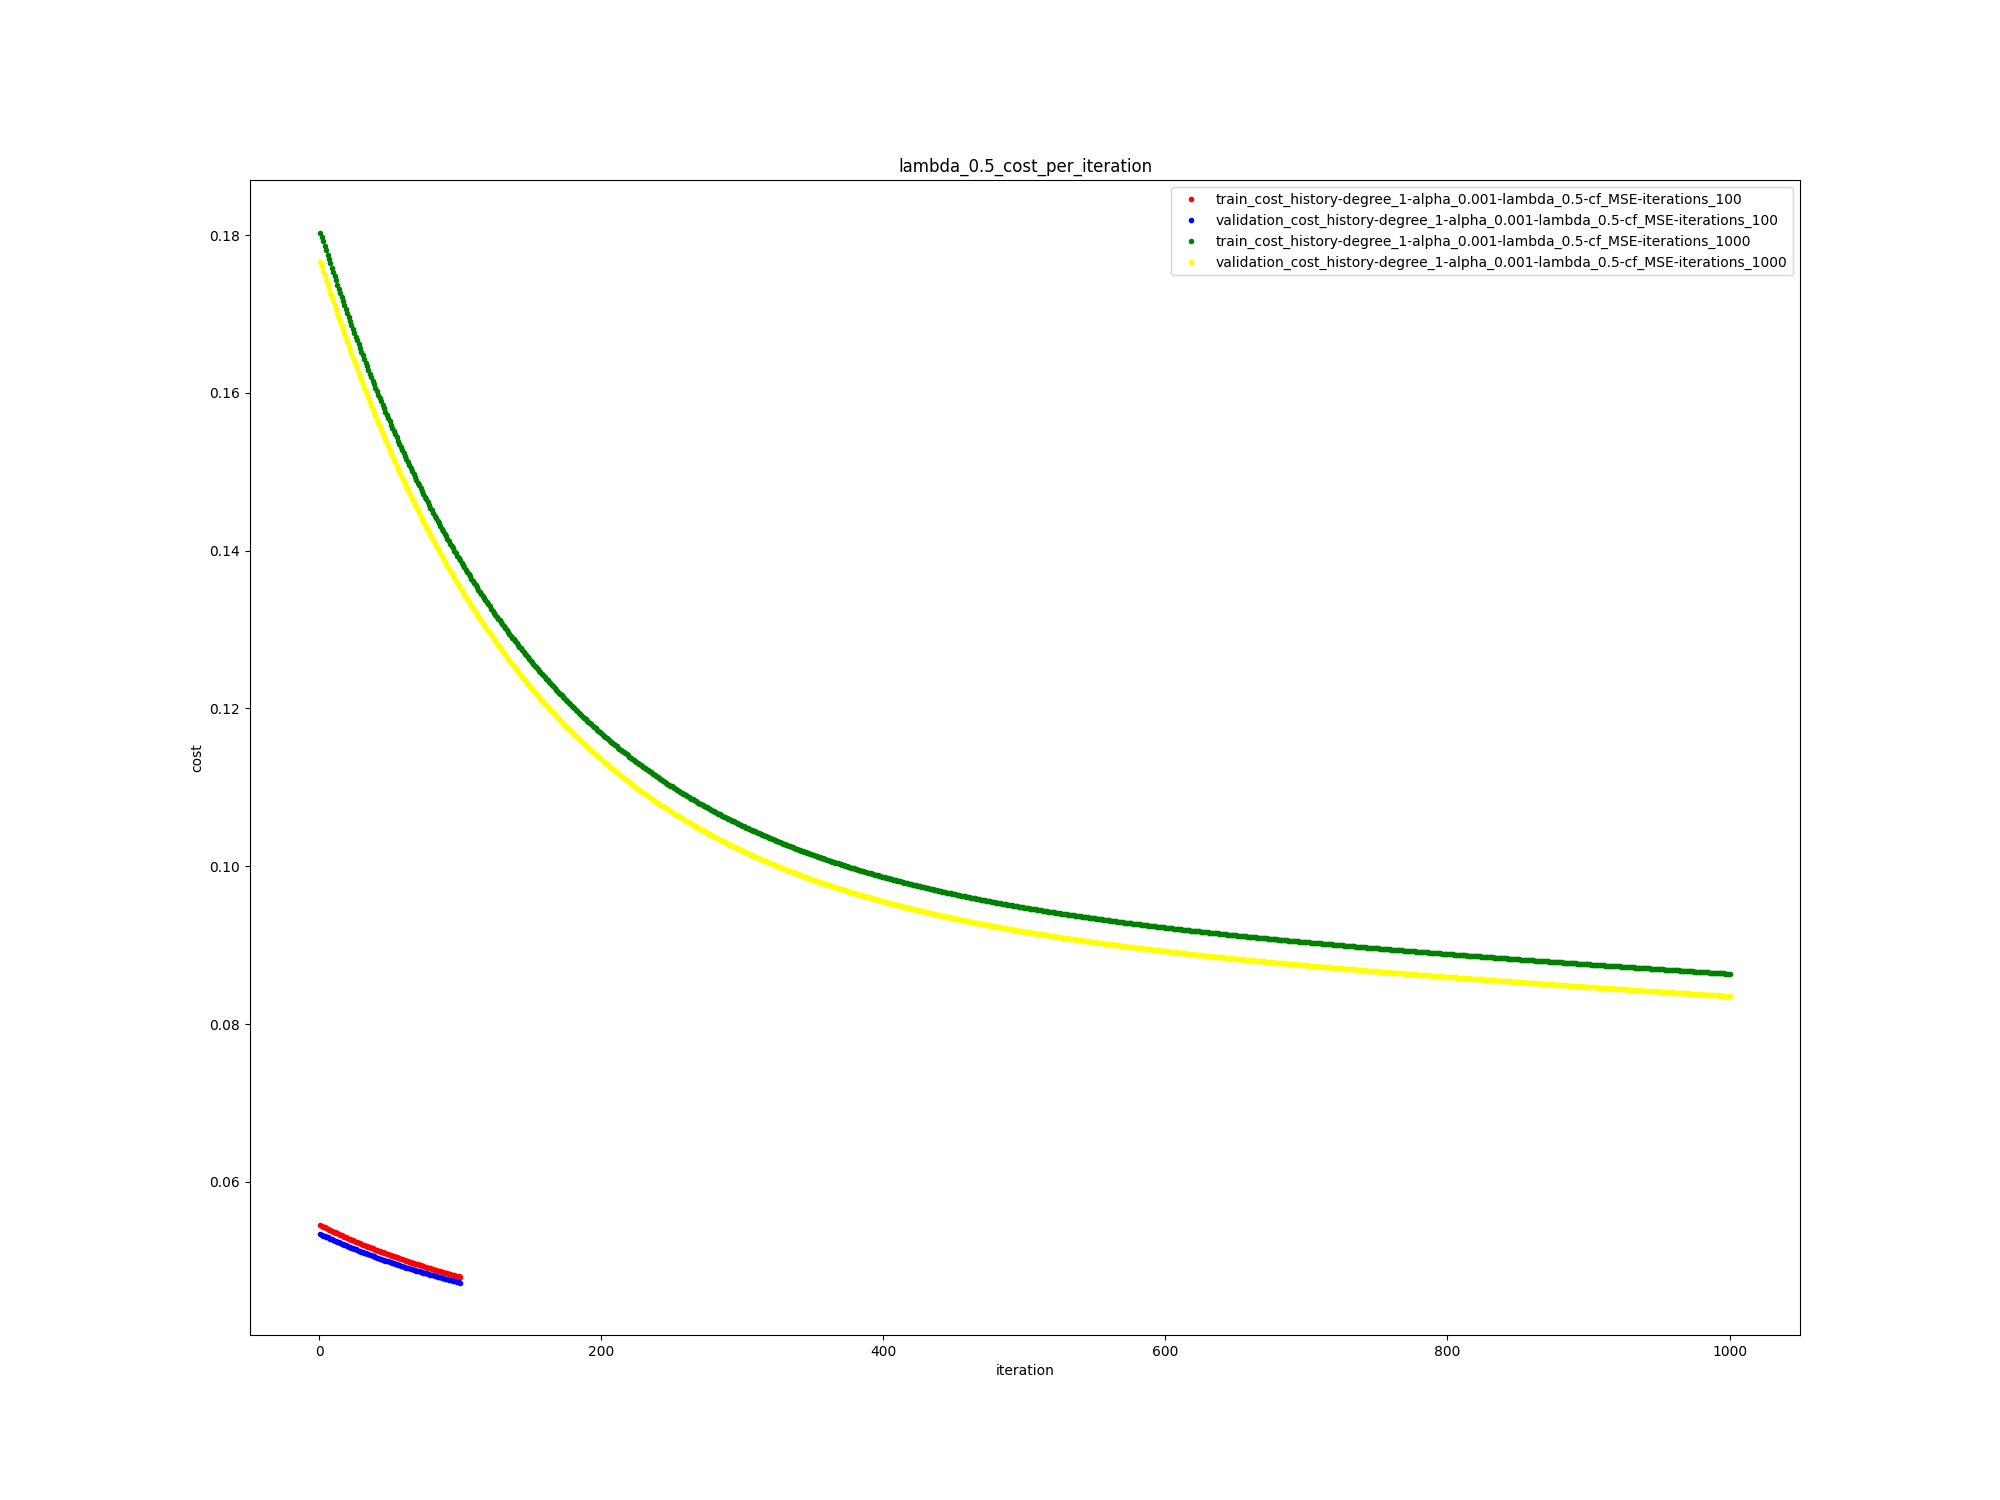 lambda_0.5_cost_per_iteration
train_cost_history-degree_1-alpha_0.001-lambda_0.5-cf_MSE-iterations_100
validation_cost_history-degree_1-alpha_0.001-lambda_0.5-cf_MSE-iterations_100
train_cost_history-degree_1-alpha_0.001-lambda_0.5-cf_MSE-iterations_1000
validation_cost_history-degree_1-alpha_0.001-lambda_0.5-cf_MSE-iterations_1000
0.18
0.16
0.14
0.12
0.10
0.08
0.06
cost
0 200 400 600 800 1000
iteration